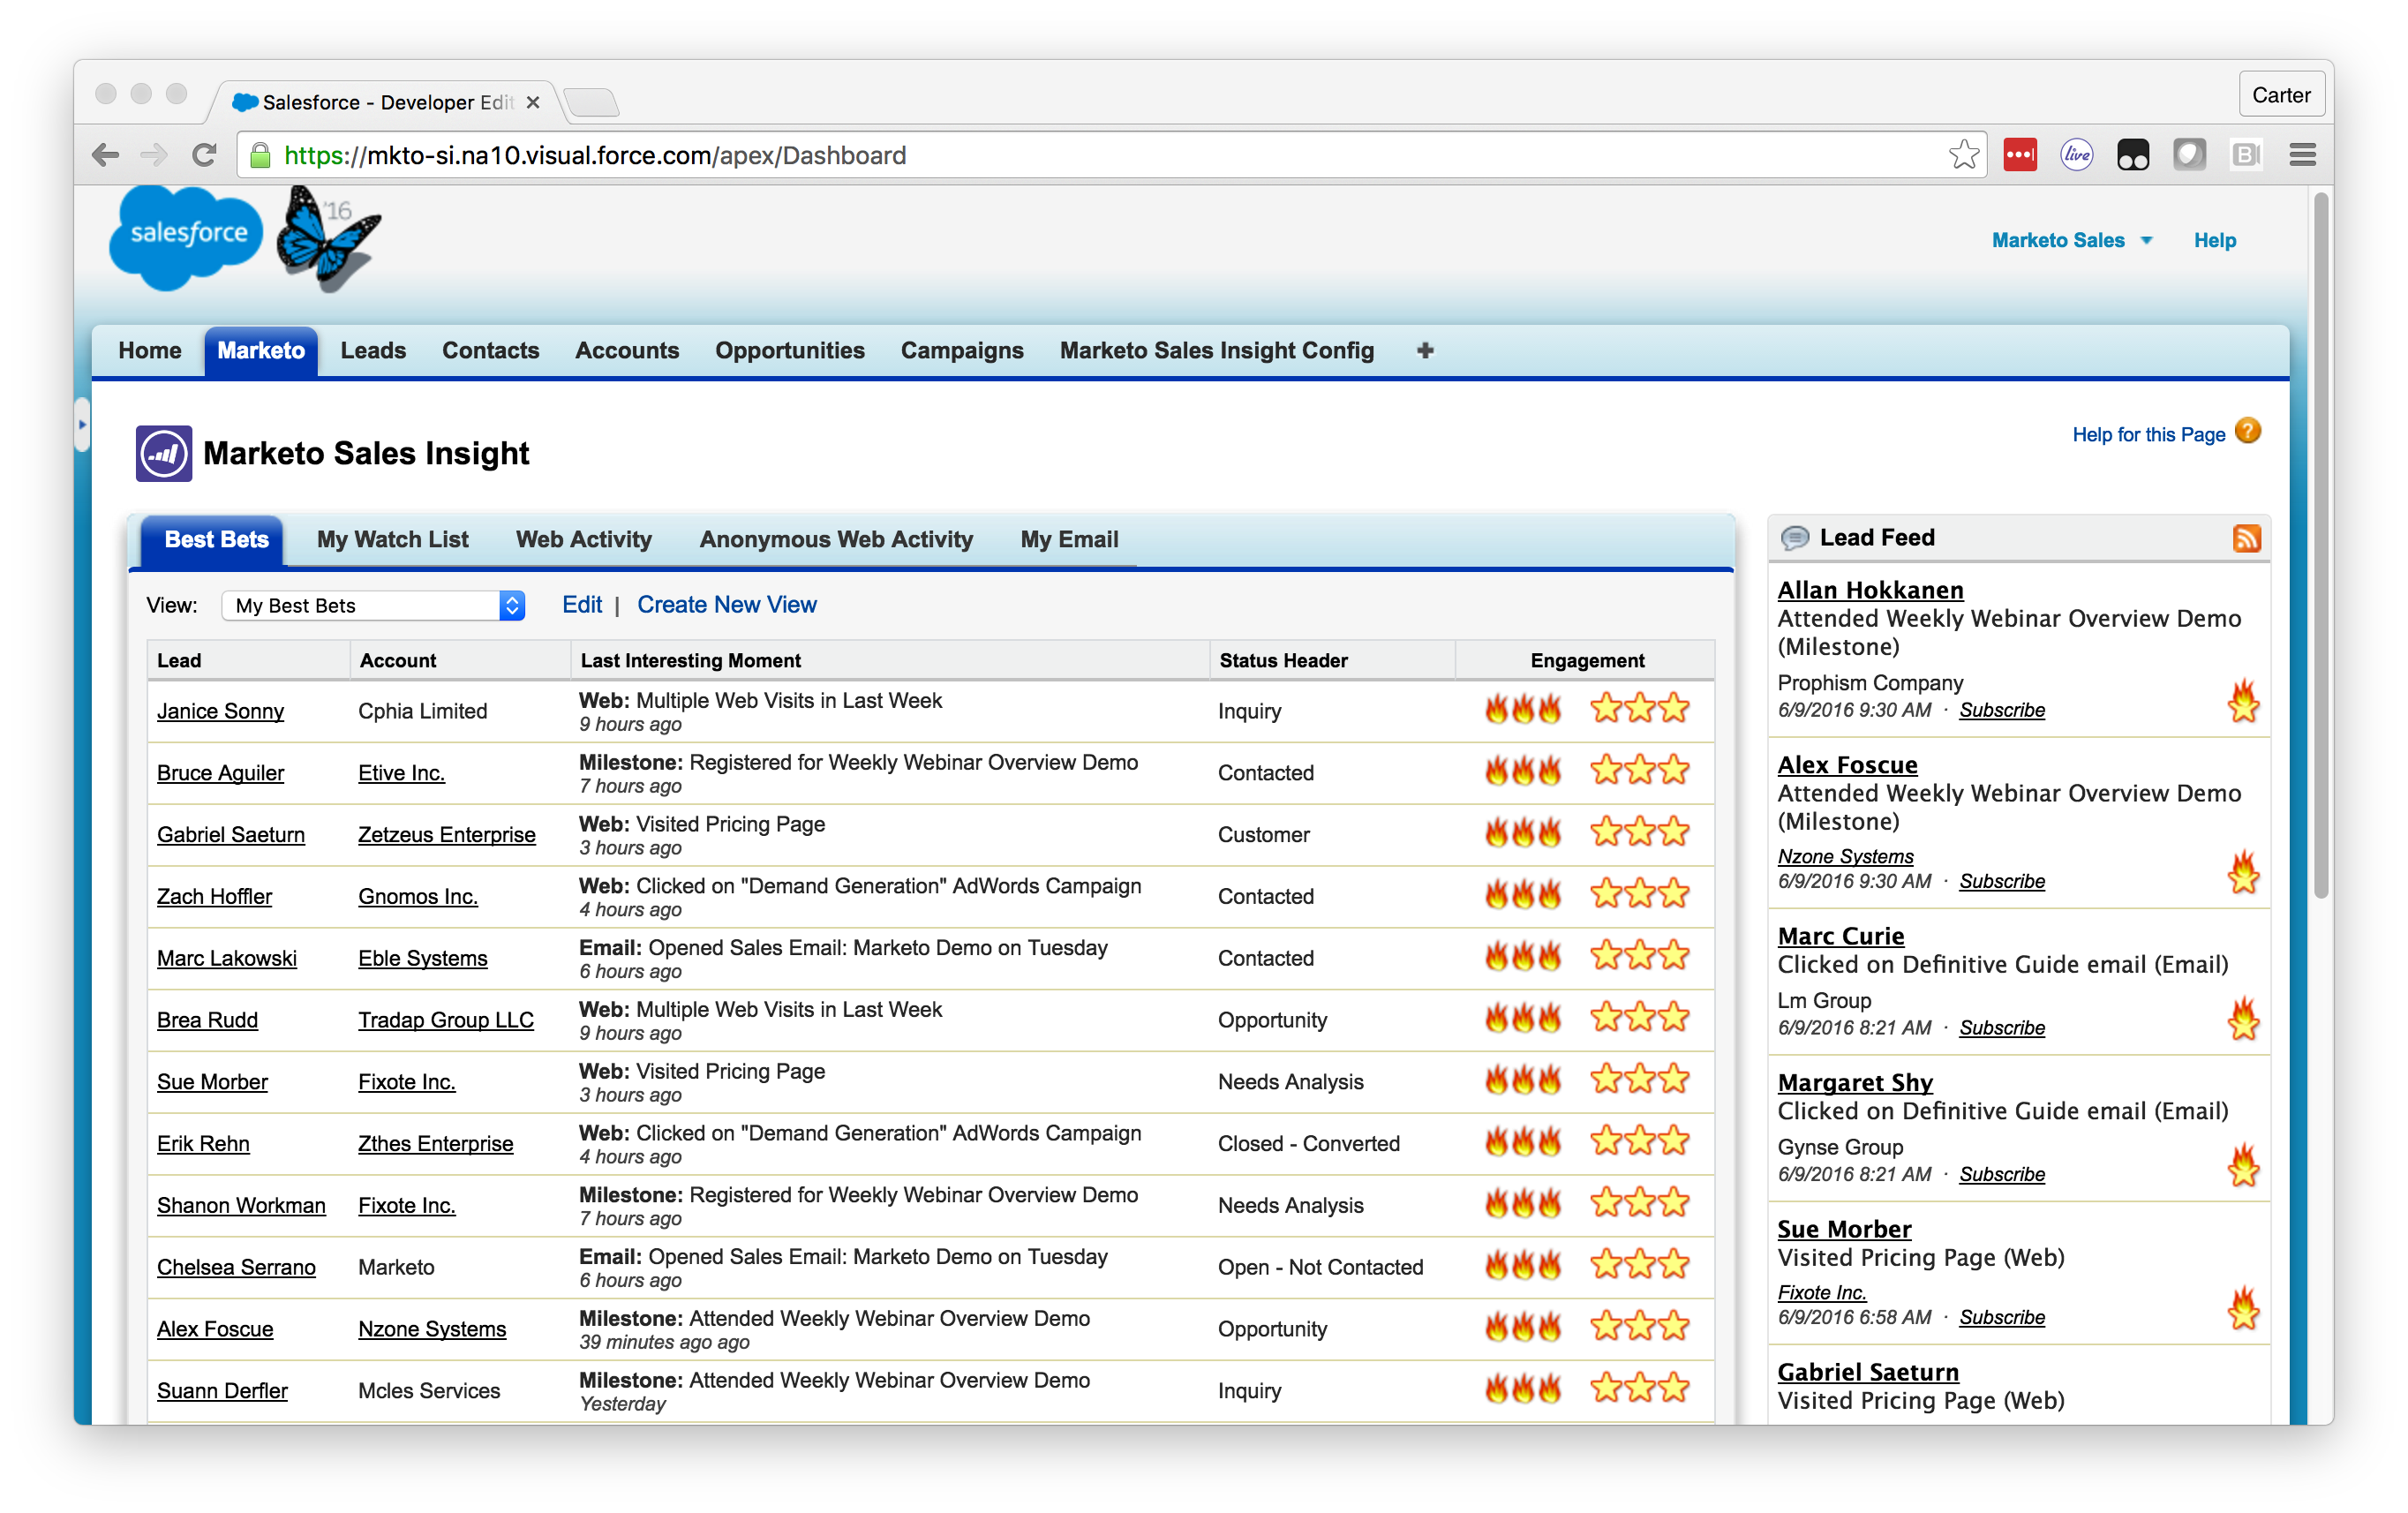 Salesforce - Developer Edit
Carter
https://mkto-si.na10.visual.force.com/apex/Dashboard
live
B
salesforce
'16
Marketo Sales
Help
Home
Marketo
Leads
Contacts
Accounts
Opportunities
Campaigns
Marketo Sales Insight Config
Marketo Sales Insight
Help for this Page ?
Best Bets
My Watch List
Web Activity
Anonymous Web Activity
My Email
View: My Best Bets Edit | Create New View
Lead Account Last Interesting Moment Status Header Engagement
Janice Sonny Cphia Limited Web: Multiple Web Visits in Last Week Inquiry
9 hours ago
Bruce Aguiler Etive Inc. Milestone: Registered for Weekly Webinar Overview Demo Contacted
7 hours ago
Gabriel Saeturn Zetzeus Enterprise Web: Visited Pricing Page Customer
3 hours ago
Zach Hoffler Gnomos Inc. Web: Clicked on "Demand Generation" AdWords Campaign Contacted
4 hours ago
Marc Lakowski Eble Systems Email: Opened Sales Email: Marketo Demo on Tuesday Contacted
6 hours ago
Brea Rudd Tradap Group LLC Web: Multiple Web Visits in Last Week Opportunity
9 hours ago
Sue Morber Fixote Inc. Web: Visited Pricing Page Needs Analysis
3 hours ago
Erik Rehn Zthes Enterprise Web: Clicked on "Demand Generation" AdWords Campaign Closed - Converted
4 hours ago
Shanon Workman Fixote Inc. Milestone: Registered for Weekly Webinar Overview Demo Needs Analysis
7 hours ago
Chelsea Serrano Marketo Email: Opened Sales Email: Marketo Demo on Tuesday Open - Not Contacted
6 hours ago
Alex Foscue Nzone Systems Milestone: Attended Weekly Webinar Overview Demo Opportunity
39 minutes ago ago
Suann Derfler Mcles Services Milestone: Attended Weekly Webinar Overview Demo Inquiry
Yesterday
Lead Feed
Allan Hokkanen
Attended Weekly Webinar Overview Demo
(Milestone)
Prophism Company
6/9/2016 9:30 AM · Subscribe
Alex Foscue
Attended Weekly Webinar Overview Demo
(Milestone)
Nzone Systems
6/9/2016 9:30 AM · Subscribe
Marc Curie
Clicked on Definitive Guide email (Email)
Lm Group
6/9/2016 8:21 AM · Subscribe
Margaret Shy
Clicked on Definitive Guide email (Email)
Gynse Group
6/9/2016 8:21 AM · Subscribe
Sue Morber
Visited Pricing Page (Web)
Fixote Inc.
6/9/2016 6:58 AM · Subscribe
Gabriel Saeturn
Visited Pricing Page (Web)